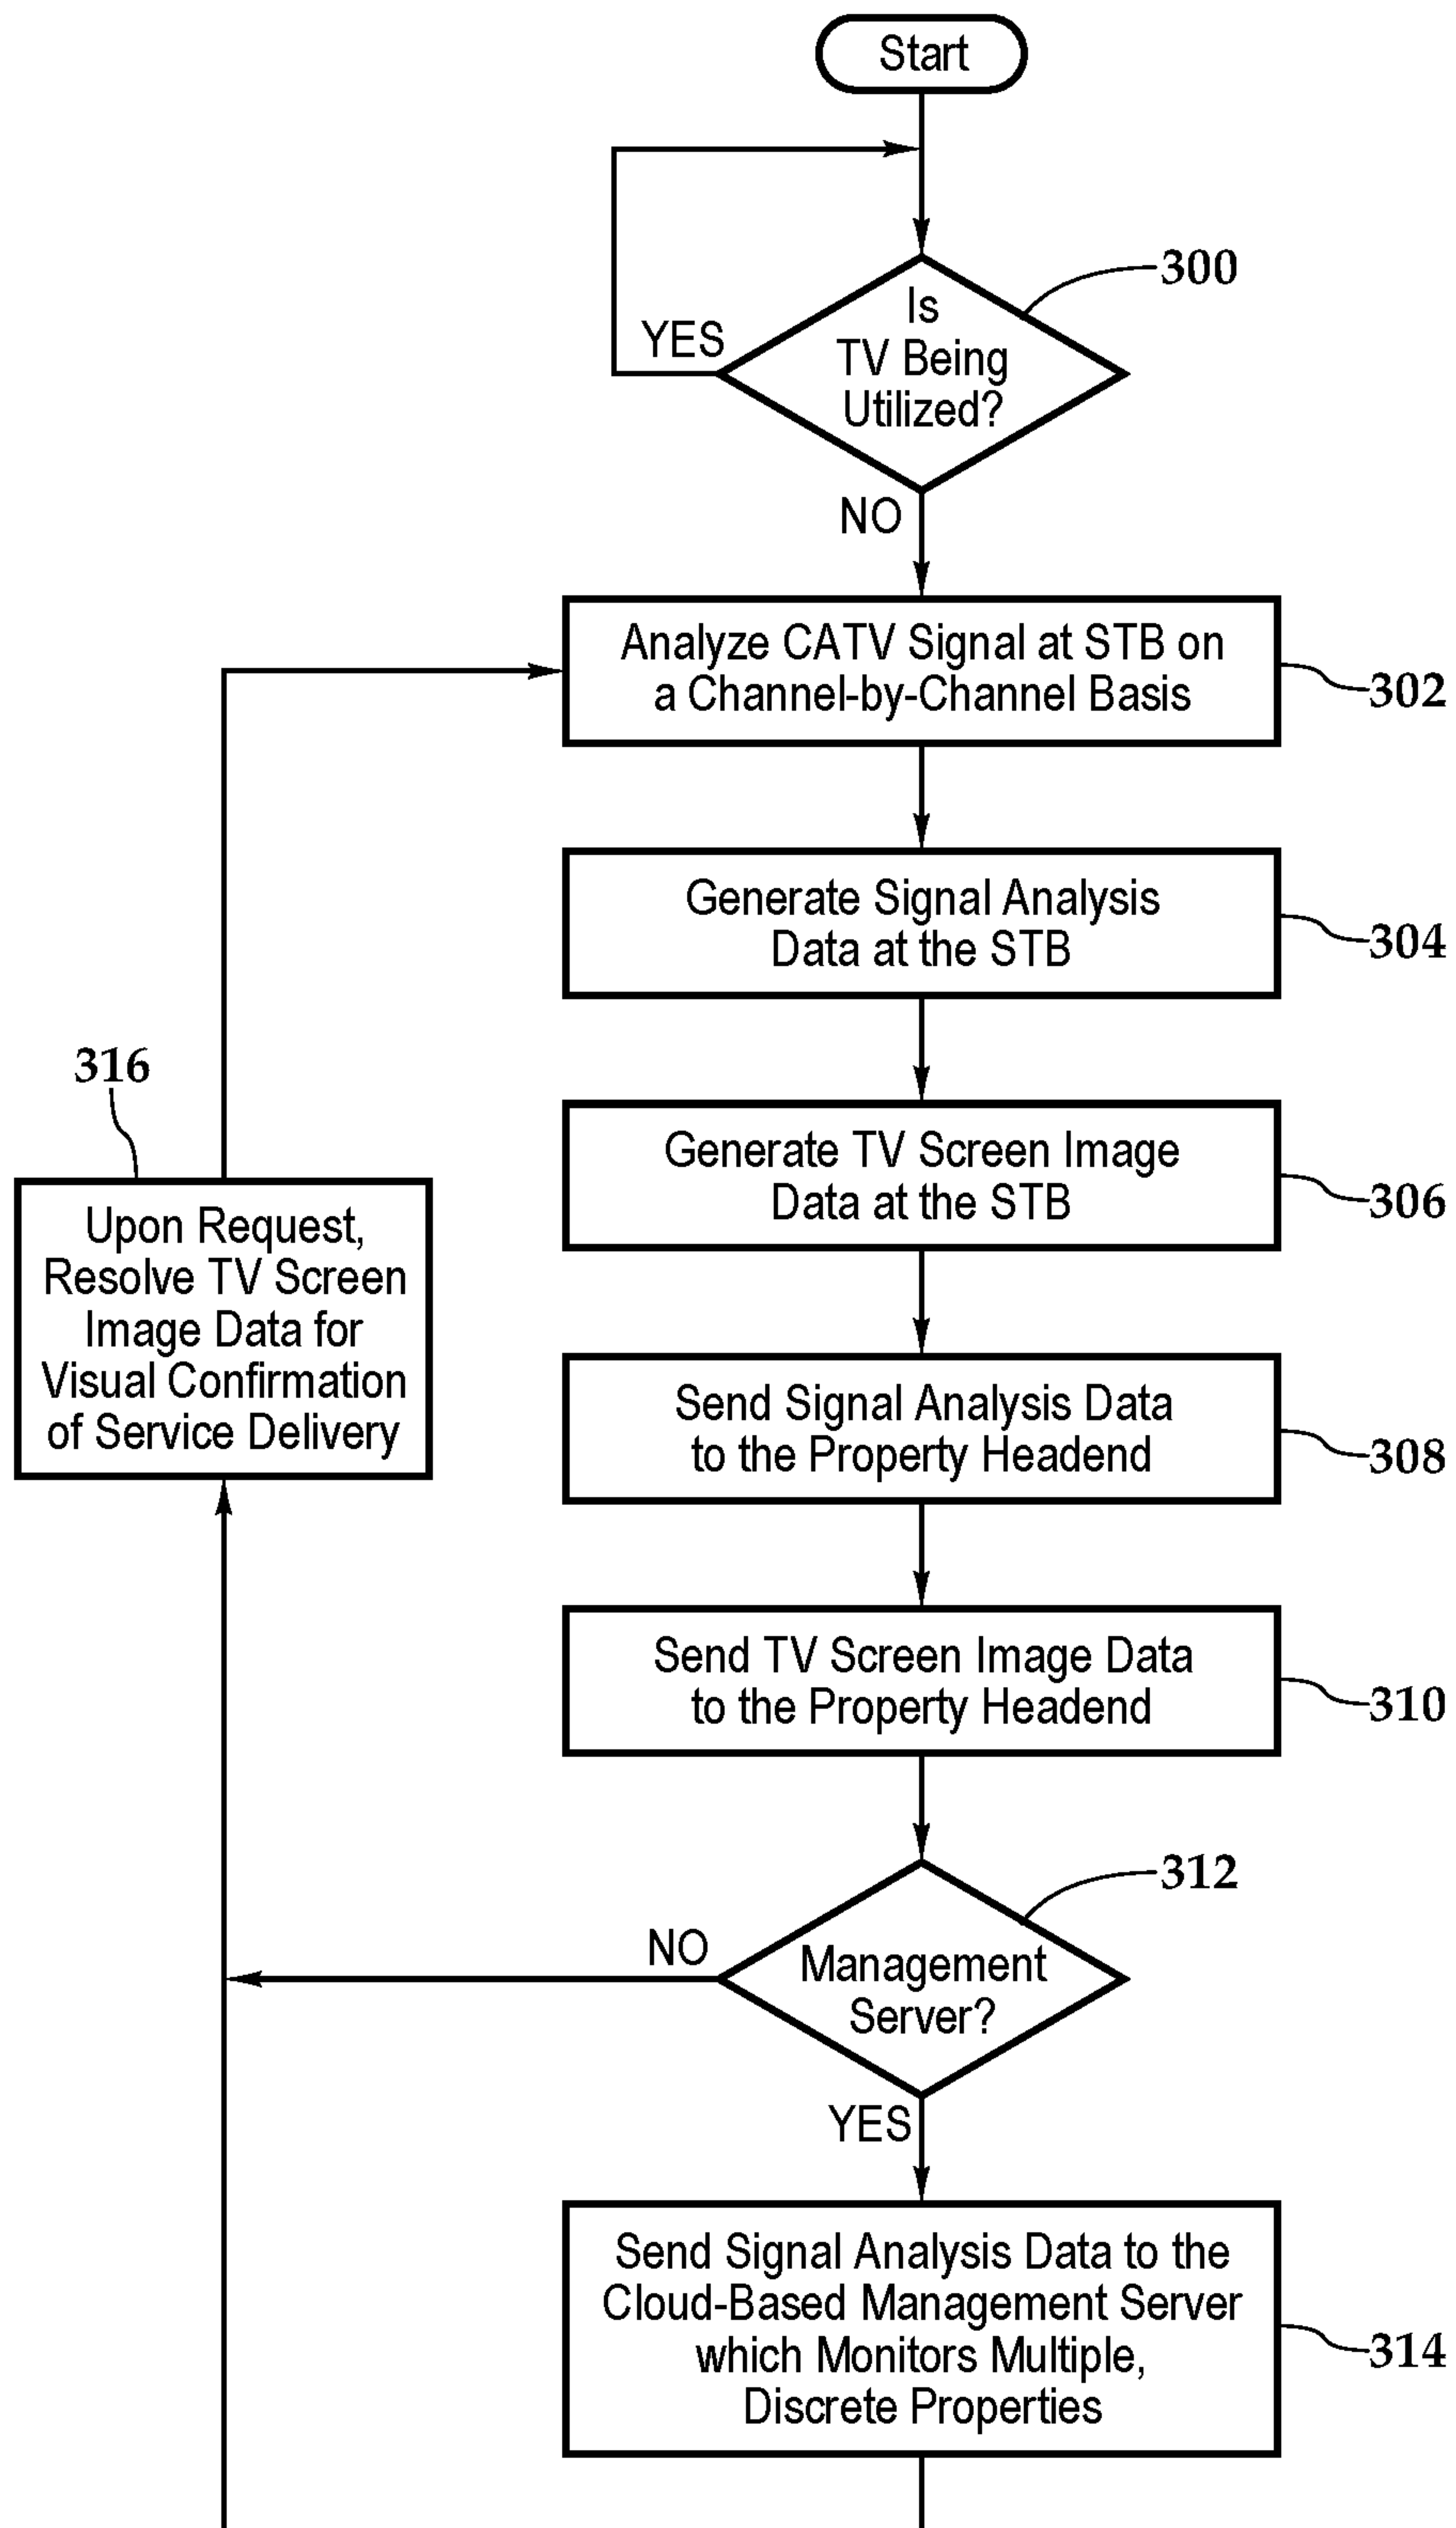 Start
300
Is
TV Being
Utilized?
YES
NO
Analyze CATV Signal at STB on
a Channel-by-Channel Basis
302
Generate Signal Analysis
Data at the STB
304
Generate TV Screen Image
Data at the STB
306
316
Upon Request,
Resolve TV Screen
Image Data for
Visual Confirmation
of Service Delivery
Send Signal Analysis Data
to the Property Headend
308
Send TV Screen Image Data
to the Property Headend
310
312
Management
Server?
NO
YES
Send Signal Analysis Data to the
Cloud-Based Management Server
which Monitors Multiple,
Discrete Properties
314